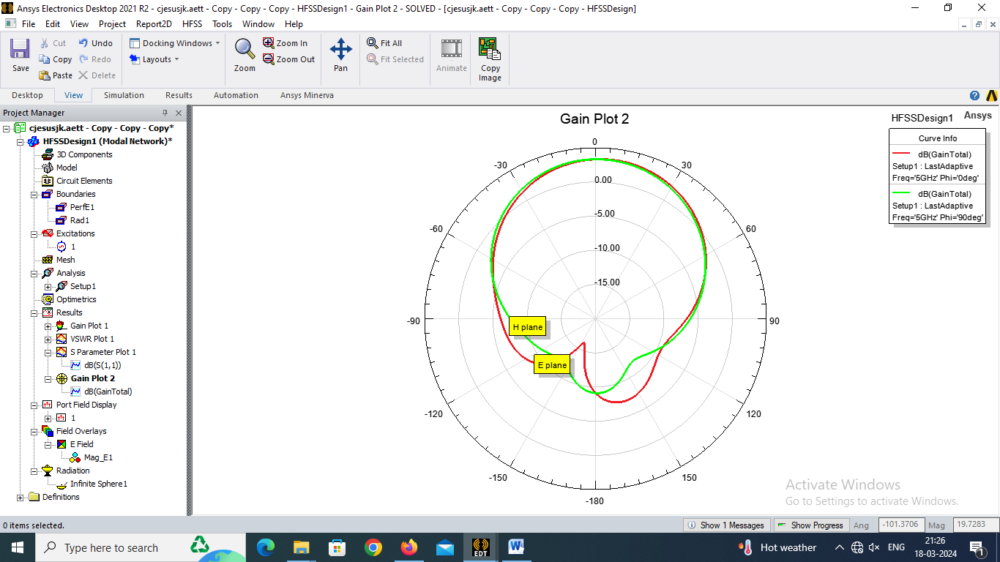 Ansys Electronics Desktop 2021 R2 - cjesusjk.aett - Copy - Copy - Copy - HFSSDesign1 - Gain Plot 2 - SOLVED - [cjesusjk.aett - Copy - Copy - Copy - HFSSDesign]
File Edit View Project Report2D HFSS Tools Window Help
Save
Cut
Copy
Paste
Undo
Redo
Delete
Docking Windows
Layouts
Zoom
Zoom In
Zoom Out
Pan
Fit All
Fit Selected
Animate
Copy
Image
Desktop View Simulation Results Automation Ansys Minerva
Project Manager
cjesusjk.aett - Copy - Copy - Copy*
HFSSDesign1 (Modal Network)*
3D Components
Model
Circuit Elements
Boundaries
PerfE1
Rad1
Excitations
1
Mesh
Analysis
Setup1
Optimetrics
Results
Gain Plot 1
VSWR Plot 1
S Parameter Plot 1
dB(S(1,1))
Gain Plot 2
dB(GainTotal)
Port Field Display
1
Field Overlays
E Field
Mag_E1
Radiation
Infinite Sphere1
Definitions
Gain Plot 2
HFSSDesign1
Ansys
Curve Info
dB(GainTotal)
Setup1 : LastAdaptive
Freq='5GHz' Phi='0deg'
dB(GainTotal)
Setup1 : LastAdaptive
Freq='5GHz' Phi='90deg'
0
-30
30
0.00
-5.00
-60
60
-10.00
-15.00
-90
90
H plane
E plane
-120
120
-150
150
-180
Activate Windows
Go to Settings to activate Windows.
0 items selected.
Show 1 Messages
Show Progress
Ang -101.3706 Mag 19.7283
Type here to search
EDT
Hot weather
ENG
21:26
18-03-2024
1